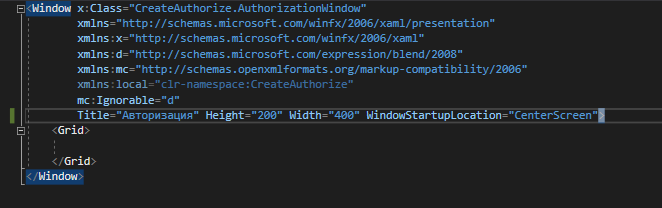 <Window x:Class="CreateAuthorize.AuthorizationWindow"
xmlns="http://schemas.microsoft.com/winfx/2006/xaml/presentation"
xmlns:x="http://schemas.microsoft.com/winfx/2006/xaml"
xmlns:d="http://schemas.microsoft.com/expression/blend/2008"
xmlns:mc="http://schemas.openxmlformats.org/markup-compatibility/2006"
xmlns:local="clr-namespace:CreateAuthorize"
mc:Ignorable="d"
Title="Авторизация" Height="200" Width="400" WindowStartupLocation="CenterScreen">
<Grid>
</Grid>
</Window>